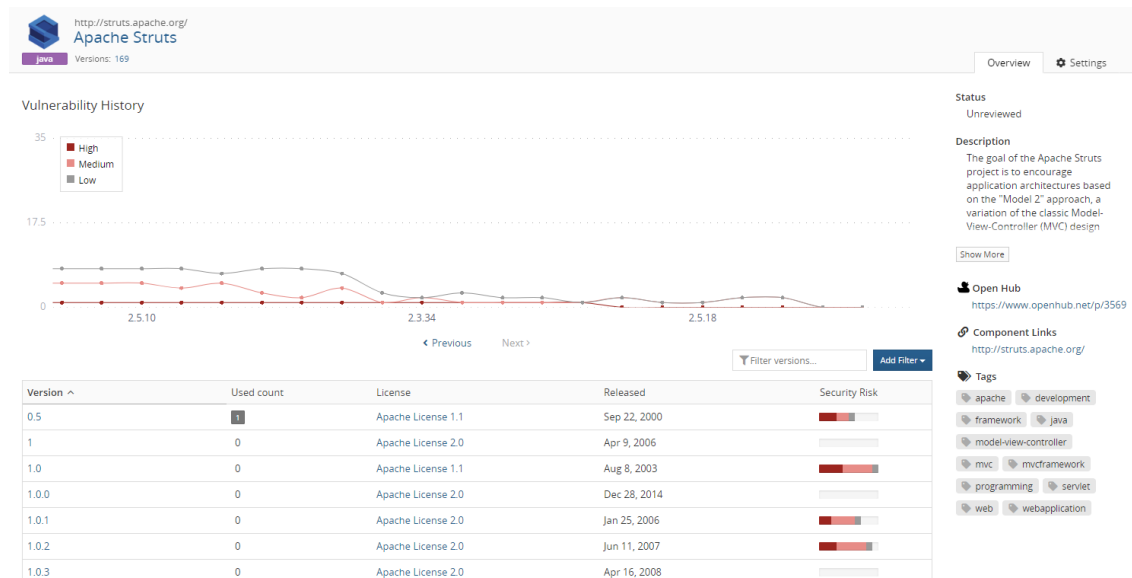 http://struts.apache.org/
Apache Struts
java Versions: 169
Overview Settings
Vulnerability History
35
High
Medium
Low
17.5
0
2.5.10 2.3.34 2.5.18
Previous Next
Filter versions... Add Filter
Version Used count License Released Security Risk
0.5 1 Apache License 1.1 Sep 22, 2000
1 0 Apache License 2.0 Apr 9, 2006
1.0 0 Apache License 1.1 Aug 8, 2003
1.0.0 0 Apache License 2.0 Dec 28, 2014
1.0.1 0 Apache License 2.0 Jan 25, 2006
1.0.2 0 Apache License 2.0 Jun 11, 2007
1.0.3 0 Apache License 2.0 Apr 16, 2008
Status
Unreviewed
Description
The goal of the Apache Struts
project is to encourage
application architectures based
on the "Model 2" approach, a
variation of the classic Model-
View-Controller (MVC) design
Show More
Open Hub
https://www.openhub.net/p/3569
Component Links
http://struts.apache.org/
Tags
apache development
framework java
model-view-controller
mvc mvcframework
programming servlet
web webapplication